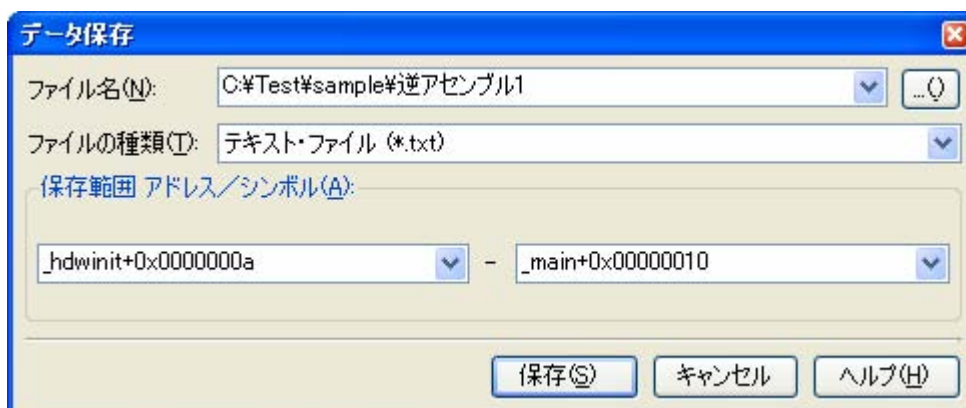 データ保存
ファイル名(N): C:¥Test¥sample¥逆アセンブル1 ...()
ファイルの種類(T): テキスト・ファイル (*.txt)
保存範囲 アドレス／シンボル(A):
_hdwinit+0x0000000a - _main+0x00000010
保存(S) キャンセル ヘルプ(H)